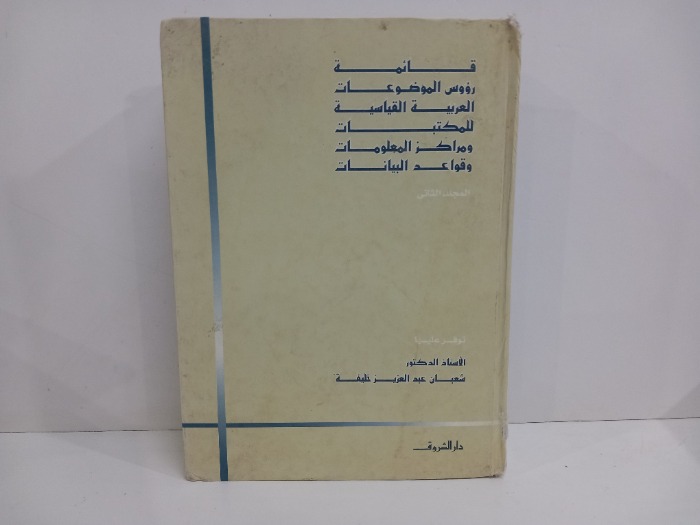 قائمة
رؤوس الموضوعات
العربية القياسية
للمكتبات
ومراكز المعلومات
وقواعد البيانات
المجلد الثاني
الأستاذ الدكتور
شعبان عبد العزيز خليفة
دار الشروق